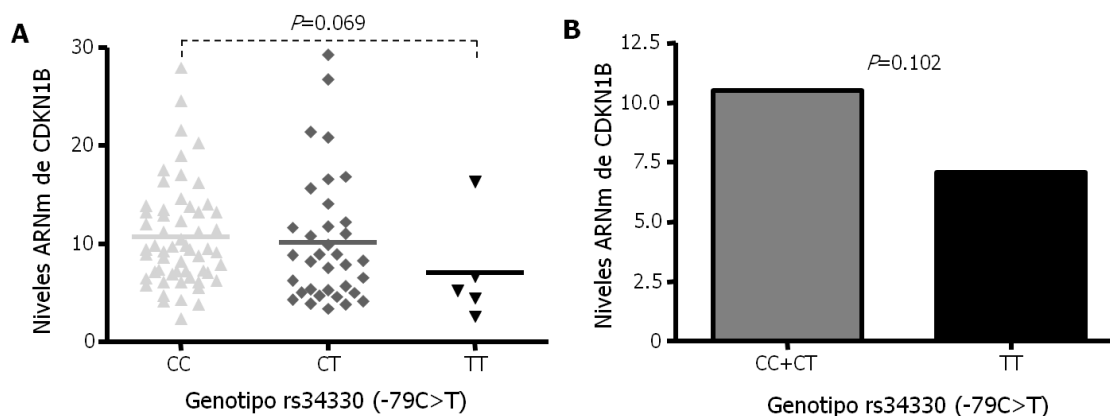 A
P=0.069
Niveles ARNm de CDKN1B
30
20
10
0
CC
CT
TT
Genotipo rs34330 (-79C>T)
B
P=0.102
Niveles ARNm de CDKN1B
12.5
10.0
7.5
5.0
2.5
0.0
CC+CT
TT
Genotipo rs34330 (-79C>T)